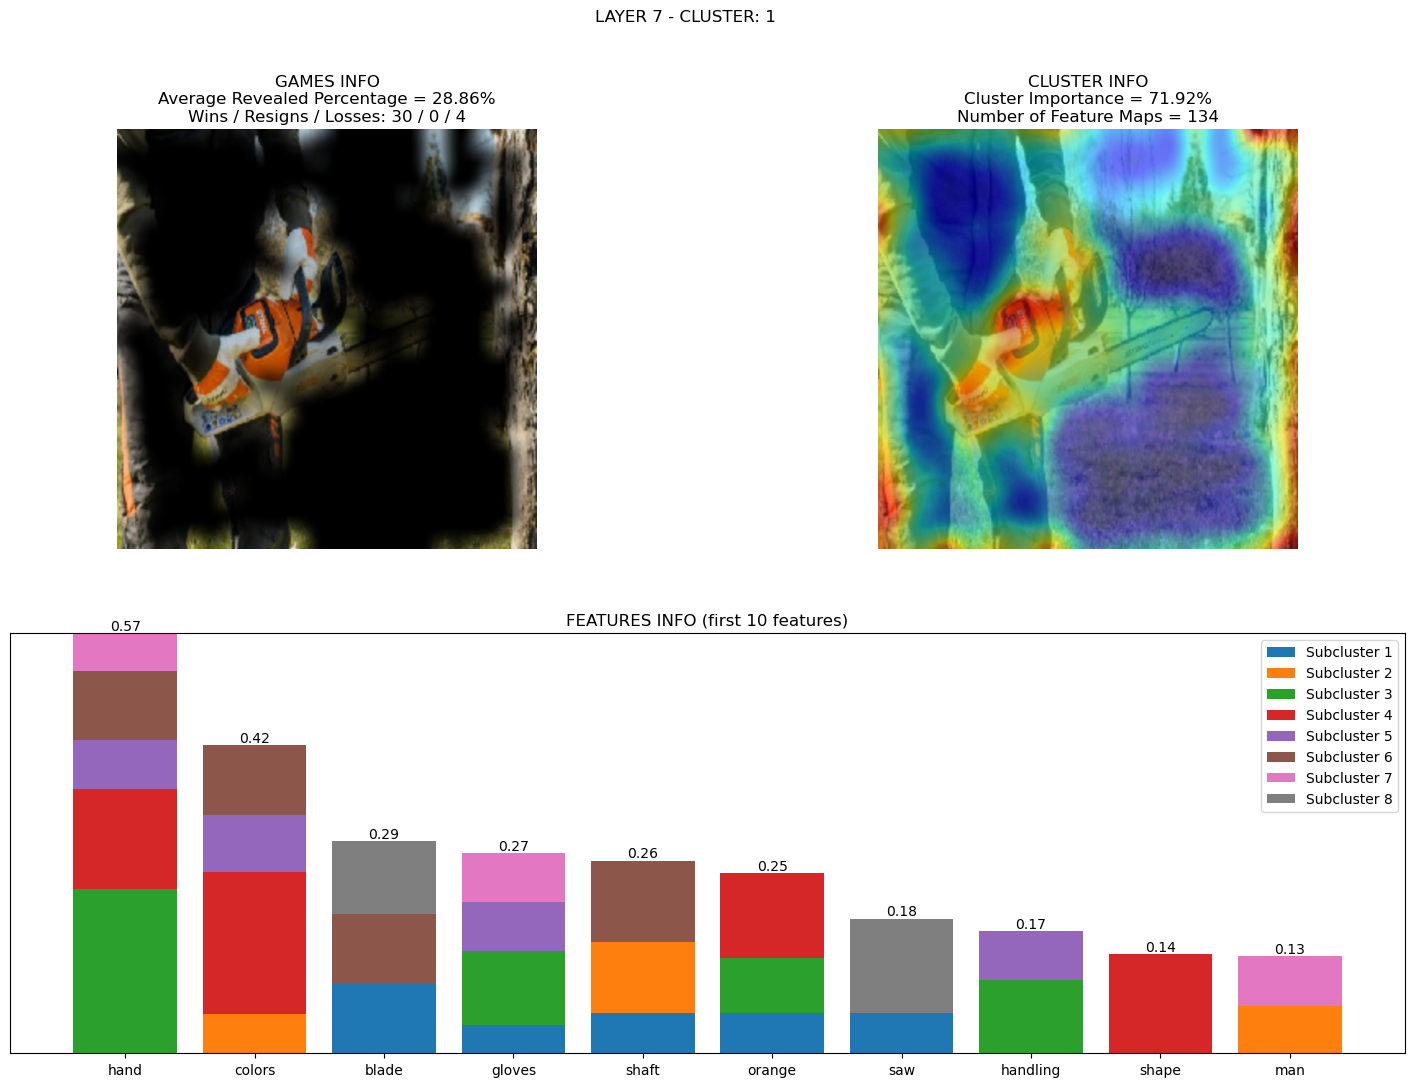 LAYER 7 - CLUSTER: 1
GAMES INFO
Average Revealed Percentage = 28.86%
Wins / Resigns / Losses: 30 / 0 / 4
CLUSTER INFO
Cluster Importance = 71.92%
Number of Feature Maps = 134
FEATURES INFO (first 10 features)
0.57
0.42
0.29
0.27
0.26
0.25
0.18
0.17
0.14
0.13
Subcluster 1
Subcluster 2
Subcluster 3
Subcluster 4
Subcluster 5
Subcluster 6
Subcluster 7
Subcluster 8
hand
colors
blade
gloves
shaft
orange
saw
handling
shape
man